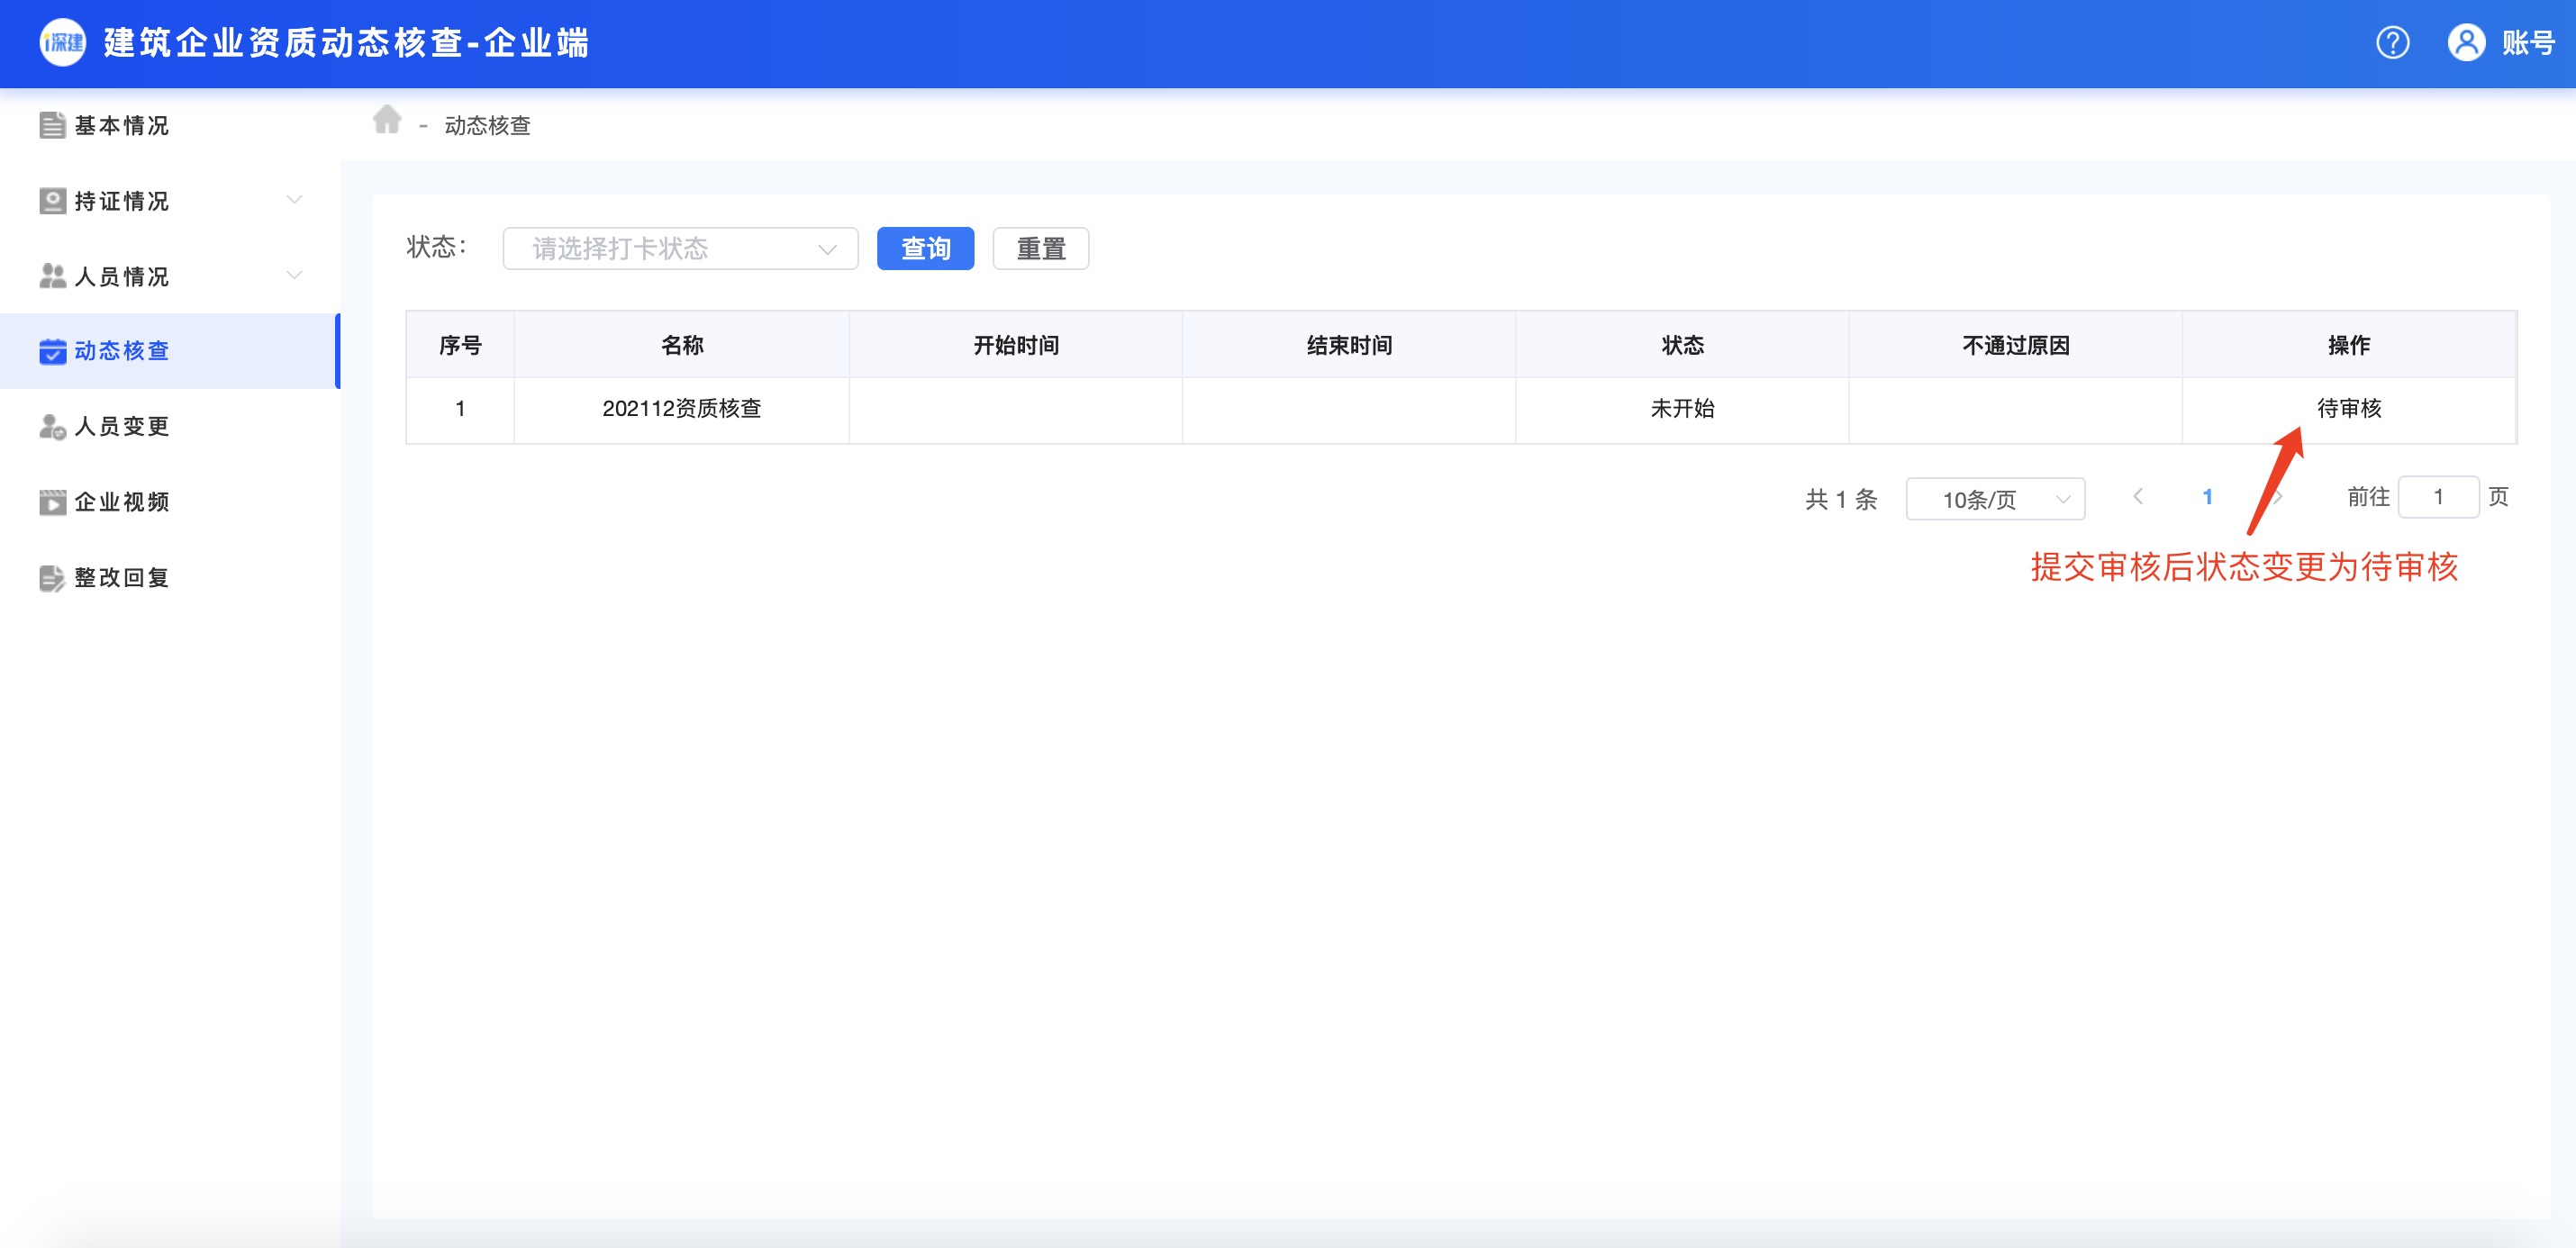 i深建 建筑企业资质动态核查-企业端 账号
基本情况
- 动态核查
持证情况
人员情况
动态核查
人员变更
企业视频
整改回复
状态： 请选择打卡状态 查询 重置
序号 名称 开始时间 结束时间 状态 不通过原因 操作
1 202112资质核查 未开始 待审核
共 1 条 10条/页 1 前往 1 页
提交审核后状态变更为待审核